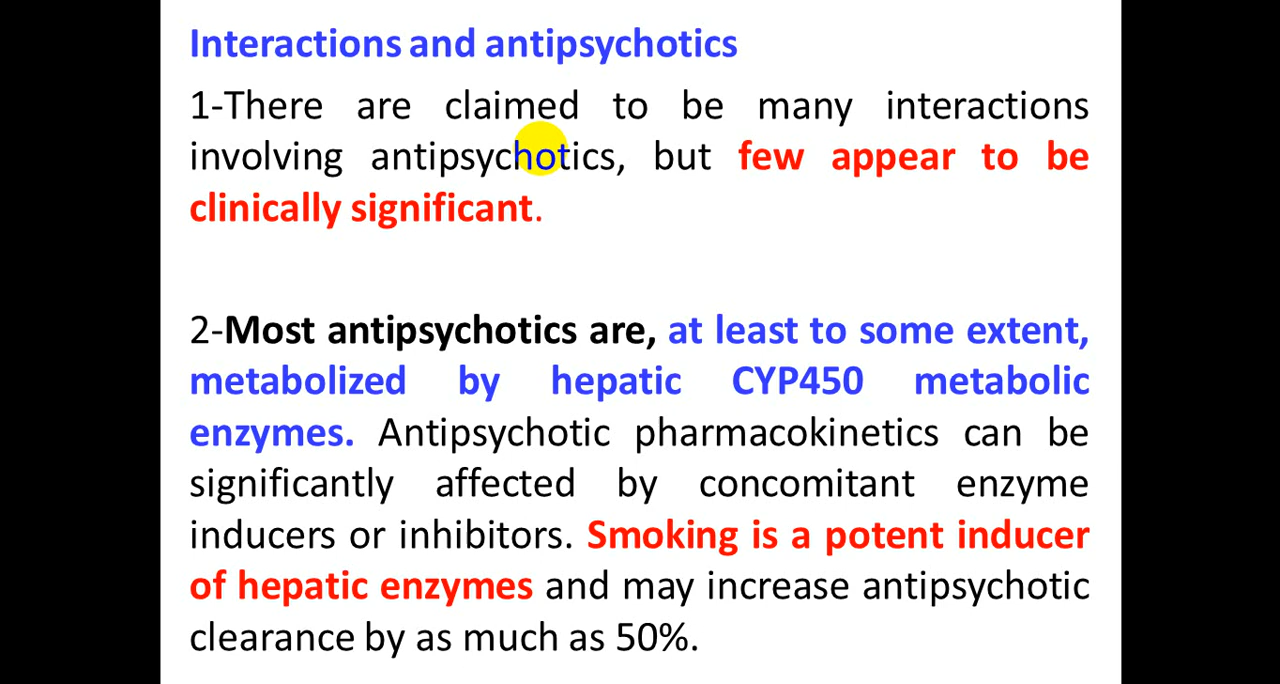 Interactions and antipsychotics
1-There are claimed to be many interactions
involving antipsychotics, but few appear to be
clinically significant.
2-Most antipsychotics are, at least to some extent,
metabolized by hepatic CYP450 metabolic
enzymes. Antipsychotic pharmacokinetics can be
significantly affected by concomitant enzyme
inducers or inhibitors. Smoking is a potent inducer
of hepatic enzymes and may increase antipsychotic
clearance by as much as 50%.